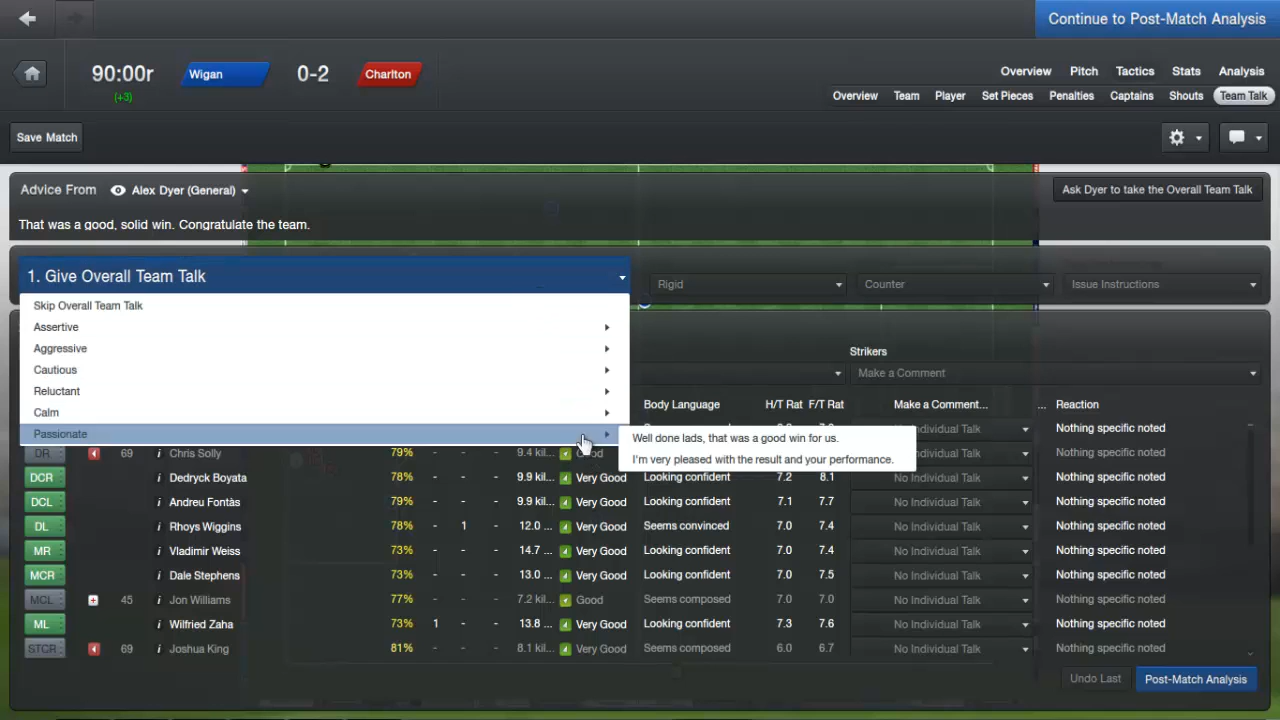 Continue to Post-Match Analysis
90:00r
(+3)
Wigan
0-2
Charlton
Overview Pitch Tactics Stats Analysis
Overview Team Player Set Pieces Penalties Captains Shouts Team Talk
Save Match
Advice From Alex Dyer (General)
Ask Dyer to take the Overall Team Talk
That was a good, solid win. Congratulate the team.
1. Give Overall Team Talk
Rigid
Counter
Issue Instructions
Skip Overall Team Talk
Assertive
Aggressive
Cautious
Reluctant
Calm
Passionate
Well done lads, that was a good win for us.
I'm very pleased with the result and your performance.
Strikers
Make a Comment
Body Language H/T Rat F/T Rat Make a Comment... ... Reaction
No Individual Talk Nothing specific noted
DR 69 i Chris Solly 79% - - - 9.4 kil... Good No Individual Talk Nothing specific noted
DCR i Dedryck Boyata 78% - - - 9.9 kil... Very Good Looking confident 7.2 8.1 No Individual Talk Nothing specific noted
DCL i Andreu Fontàs 79% - - - 9.9 kil... Very Good Looking confident 7.1 7.7 No Individual Talk Nothing specific noted
DL i Rhoys Wiggins 78% - 1 - 12.0 ... Very Good Seems convinced 7.0 7.4 No Individual Talk Nothing specific noted
MR i Vladimir Weiss 73% - - - 14.7 ... Very Good Looking confident 7.0 7.4 No Individual Talk Nothing specific noted
MCR i Dale Stephens 73% - - - 13.0 ... Very Good Looking confident 7.0 7.5 No Individual Talk Nothing specific noted
MCL 45 i Jon Williams 77% - - - 7.2 kil... Good Seems composed 7.0 7.0 No Individual Talk Nothing specific noted
ML i Wilfried Zaha 73% 1 - - 13.8 ... Very Good Looking confident 7.3 7.6 No Individual Talk Nothing specific noted
STCR 69 i Joshua King 81% - - - 8.1 kil... Very Good Seems composed 6.0 6.7 No Individual Talk Nothing specific noted
Undo Last
Post-Match Analysis